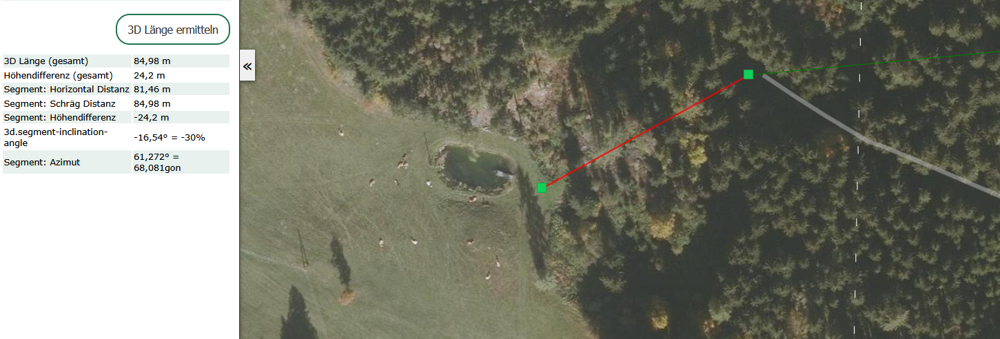 3D Länge ermitteln
3D Länge (gesamt) 84,98 m
Höhendifferenz (gesamt) 24,2 m
Segment: Horizontal Distanz 81,46 m
Segment: Schräg Distanz 84,98 m
Segment: Höhendifferenz -24,2 m
3d.segment-inclination-
angle -16,54° = -30%
Segment: Azimut 61,272° =
68,081gon
«